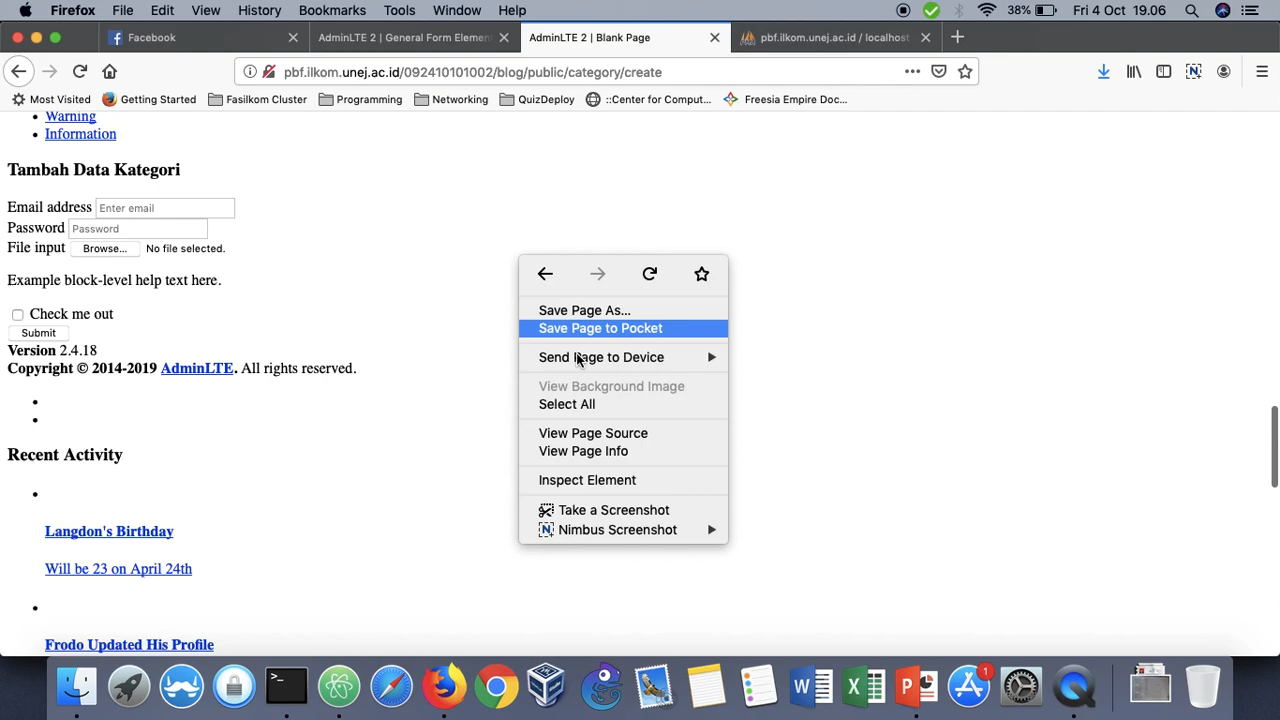 Firefox File Edit View History Bookmarks Tools Window Help 38% Fri 4 Oct 19.06
Facebook AdminLTE 2 | General Form Element AdminLTE 2 | Blank Page pbf.ilkom.unej.ac.id / localhost
pbf.ilkom.unej.ac.id/092410101002/blog/public/category/create
Most Visited Getting Started Fasilkom Cluster Programming Networking QuizDeploy ::Center for Comput... Freesia Empire Doc...
Warning
Information
Tambah Data Kategori
Email address Enter email
Password Password
File input Browse... No file selected.
Example block-level help text here.
Check me out
Submit
Version 2.4.18
Copyright © 2014-2019 AdminLTE. All rights reserved.
Recent Activity
Langdon's Birthday
Will be 23 on April 24th
Frodo Updated His Profile
Save Page As...
Save Page to Pocket
Send Page to Device
View Background Image
Select All
View Page Source
View Page Info
Inspect Element
Take a Screenshot
N Nimbus Screenshot